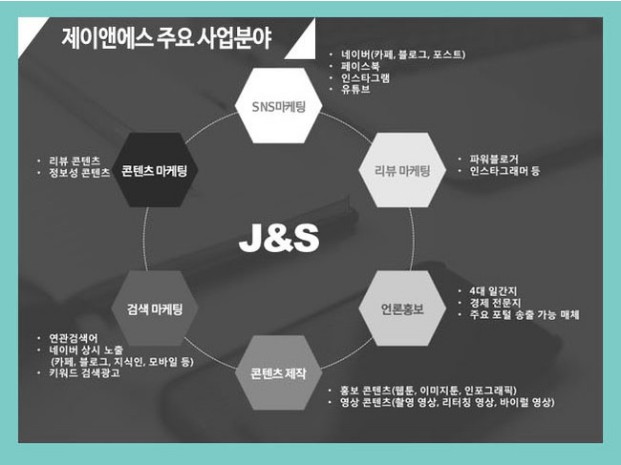 제이앤에스 주요 사업분야
SNS마케팅
• 네이버(카페, 블로그, 포스트)
• 페이스북
• 인스타그램
• 유튜브
리뷰 마케팅
• 파워블로거
• 인스타그래머 등
언론홍보
• 4대 일간지
• 경제 전문지
• 주요 포털 송출 가능 매체
콘텐츠 제작
• 홍보 콘텐츠(웹툰, 이미지툰, 인포그래픽)
• 영상 콘텐츠(촬영 영상, 리터칭 영상, 바이럴 영상)
검색 마케팅
• 연관검색어
• 네이버 상시 노출
(카페, 블로그, 지식인, 모바일 등)
• 키워드 검색광고
콘텐츠 마케팅
• 리뷰 콘텐츠
• 정보성 콘텐츠
J&S